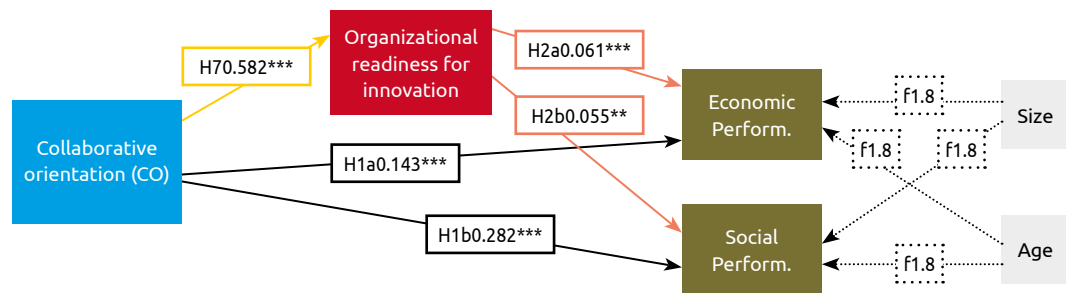 Organizational
readiness for
innovation
H70.582***
H2a0.061***
H2b0.055**
Collaborative
orientation (CO)
H1a0.143***
H1b0.282***
Economic
Perform.
Social
Perform.
f1.8
f1.8
f1.8
f1.8
Size
Age